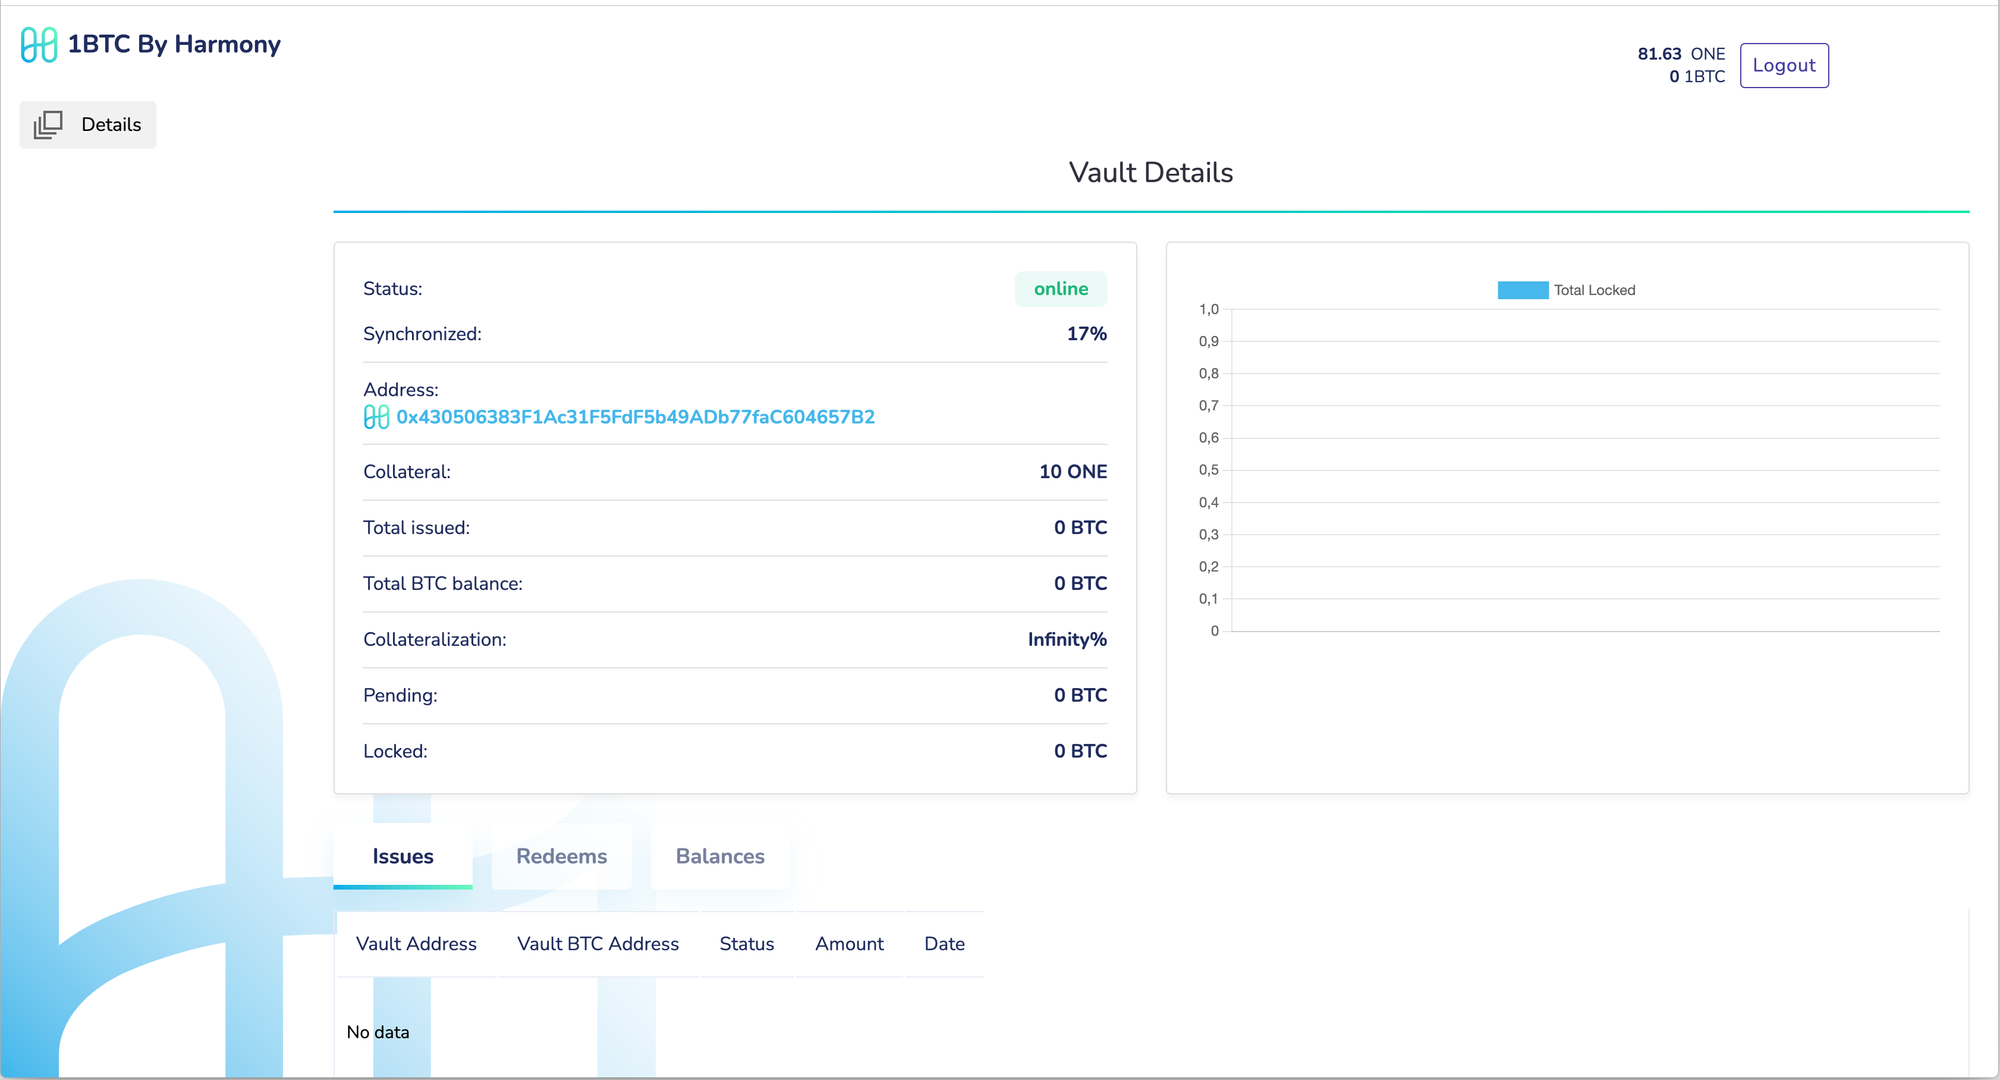 1BTC By Harmony
81.63 ONE
0 1BTC
Logout
Details
Vault Details
Status:
online
Synchronized:
17%
Address:
0x430506383F1Ac31F5FdF5b49ADb77faC604657B2
Collateral:
10 ONE
Total issued:
0 BTC
Total BTC balance:
0 BTC
Collateralization:
Infinity%
Pending:
0 BTC
Locked:
0 BTC
Total Locked
1,0
0,9
0,8
0,7
0,6
0,5
0,4
0,3
0,2
0,1
0
Issues
Redeems
Balances
Vault Address
Vault BTC Address
Status
Amount
Date
No data